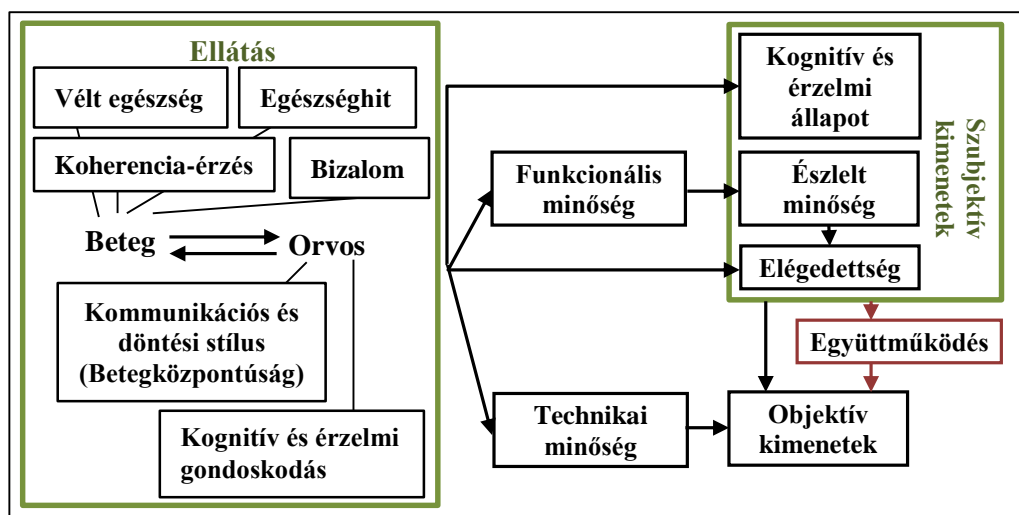 Ellátás
Vélt egészség
Egészséghit
Koherencia-érzés
Bizalom
Beteg
Orvos
Kommunikációs és
döntési stílus
(Betegközpontúság)
Kognitív és érzelmi
gondoskodás
Funkcionális
minőség
Technikai
minőség
Kognitív és
érzelmi
állapot
Észlelt
minőség
Elégedettség
Szubjektív
kimenetek
Együttműködés
Objektív
kimenetek